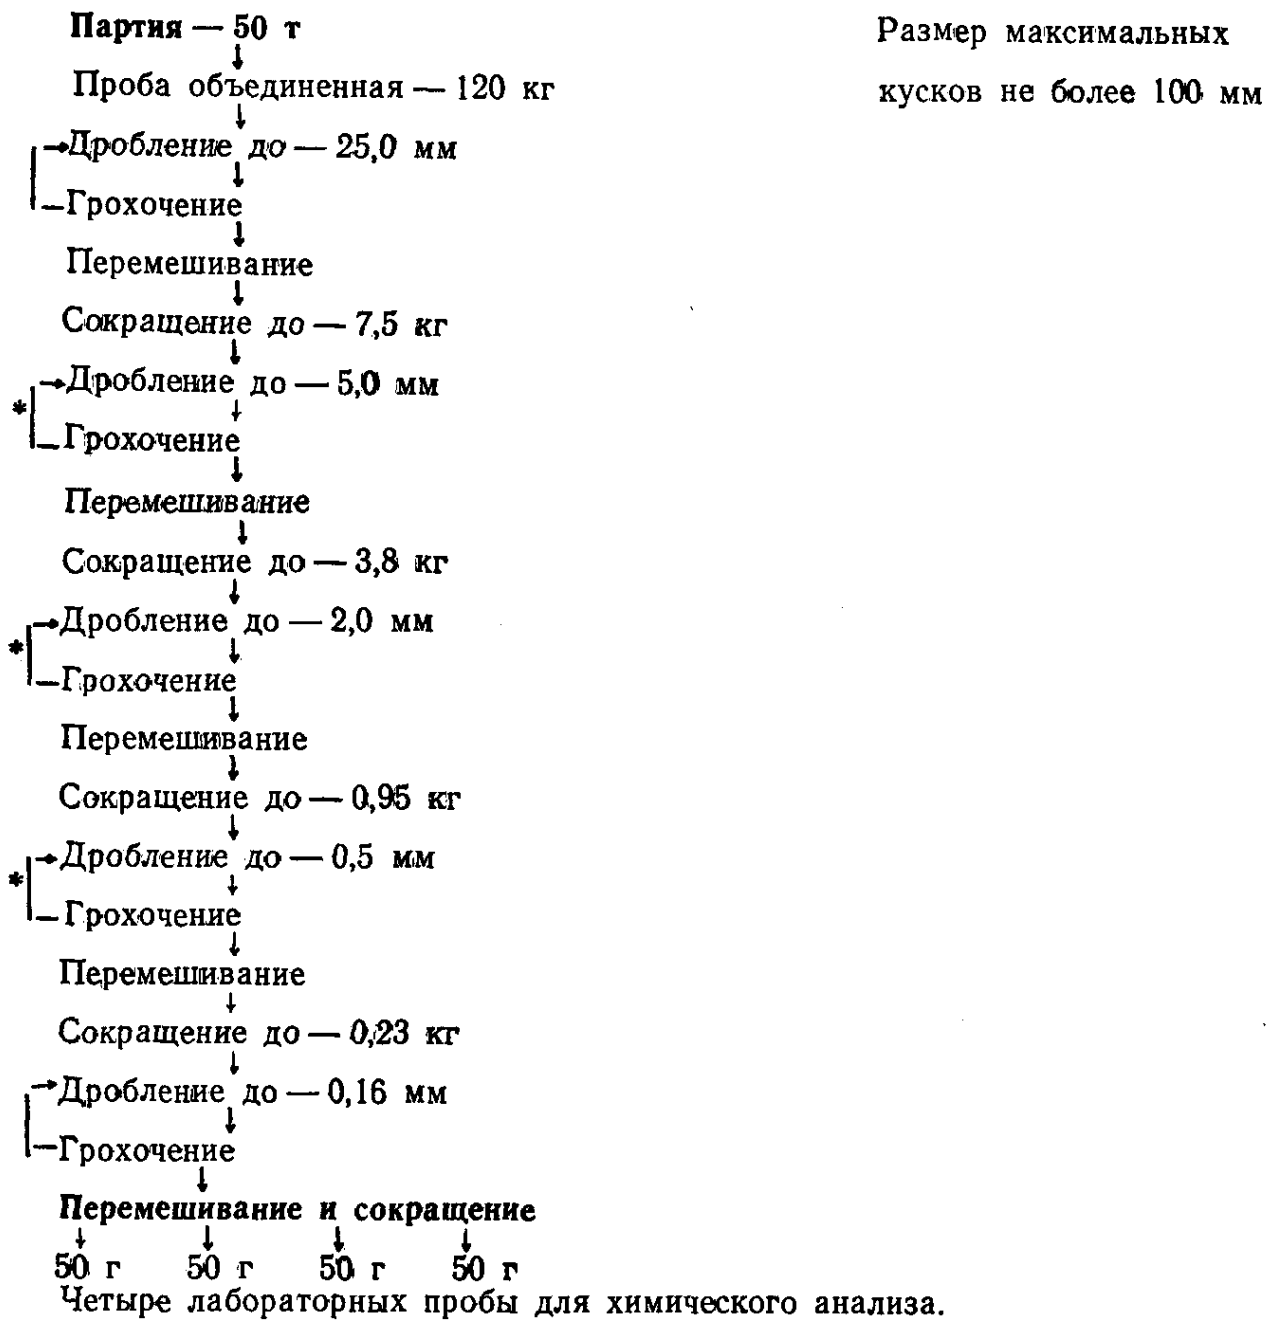 Партия — 50 т
Размер максимальных
Проба объединенная — 120 кг
кусков не более 100 мм
Дробление до — 25,0 мм
Грохочение
Перемешивание
Сокращение до — 7,5 кг
Дробление до — 5,0 мм
*
Грохочение
Перемешивание
Сокращение до — 3,8 кг
Дробление до — 2,0 мм
*
Грохочение
Перемешивание
Сокращение до — 0,95 кг
Дробление до — 0,5 мм
*
Грохочение
Перемешивание
Сокращение до — 0,23 кг
Дробление до — 0,16 мм
Грохочение
Перемешивание и сокращение
50 г 50 г 50 г 50 г
Четыре лабораторных пробы для химического анализа.